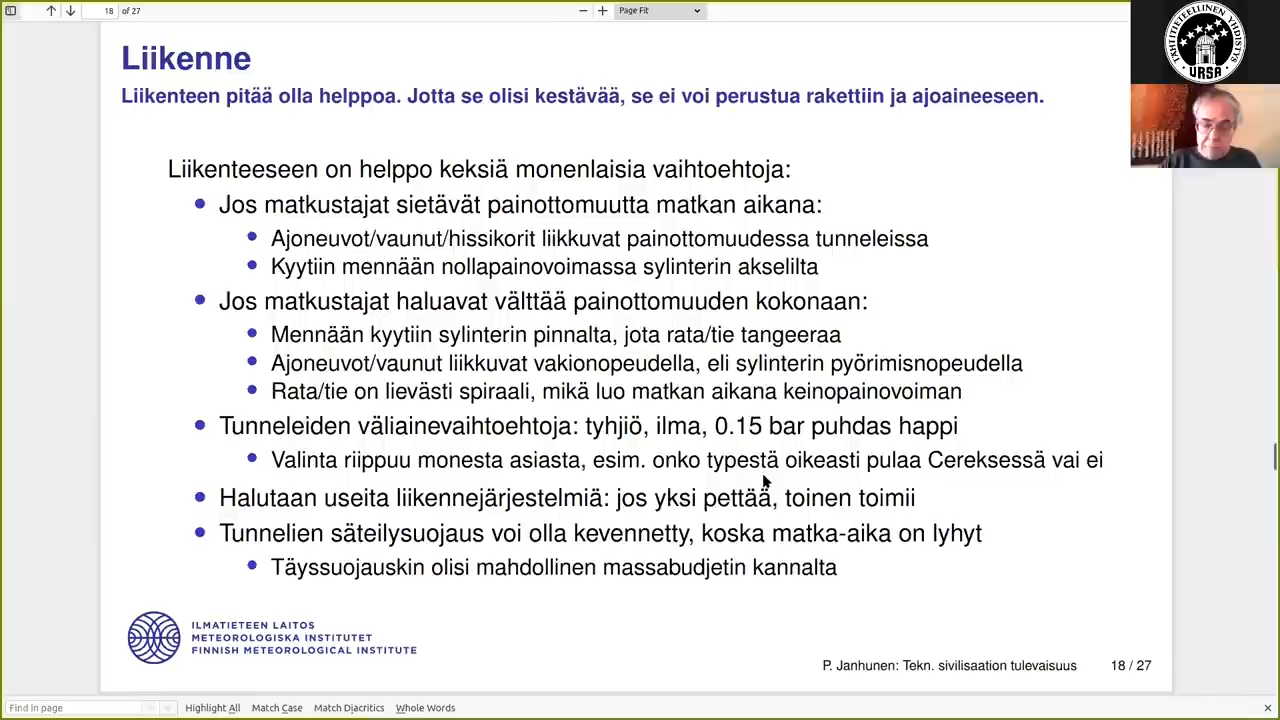 18 of 27
Page Fit
Liikenne
Liikenteen pitää olla helppoa. Jotta se olisi kestävää, se ei voi perustua rakettiin ja ajoaineeseen.
Liikenteeseen on helppo keksiä monenlaisia vaihtoehtoja:
Jos matkustajat sietävät painottomuutta matkan aikana:
Ajoneuvot/vaunut/hissikorit liikkuvat painottomuudessa tunneleissa
Kyytiin mennään nollapainovoimassa sylinterin akselilta
Jos matkustajat haluavat välttää painottomuuden kokonaan:
Mennään kyytiin sylinterin pinnalta, jota rata/tie tangeeraa
Ajoneuvot/vaunut liikkuvat vakionopeudella, eli sylinterin pyörimisnopeudella
Rata/tie on lievästi spiraali, mikä luo matkan aikana keinopainovoiman
Tunneleiden väliainevaihtoehtoja: tyhjiö, ilma, 0.15 bar puhdas happi
Valinta riippuu monesta asiasta, esim. onko typestä oikeasti pulaa Cereksessä vai ei
Halutaan useita liikennejärjestelmiä: jos yksi pettää, toinen toimii
Tunnelien säteilysuojaus voi olla kevennetty, koska matka-aika on lyhyt
Täyssuojauskin olisi mahdollinen massabudjetin kannalta
ILMATIETEEN LAITOS
METEOROLOGISKA INSTITUTET
FINNISH METEOROLOGICAL INSTITUTE
P. Janhunen: Tekn. sivilisaation tulevaisuus 18 / 27
Find in page Highlight All Match Case Match Diacritics Whole Words
TÄHTITIETEELLINEN YHDISTYS
URSA